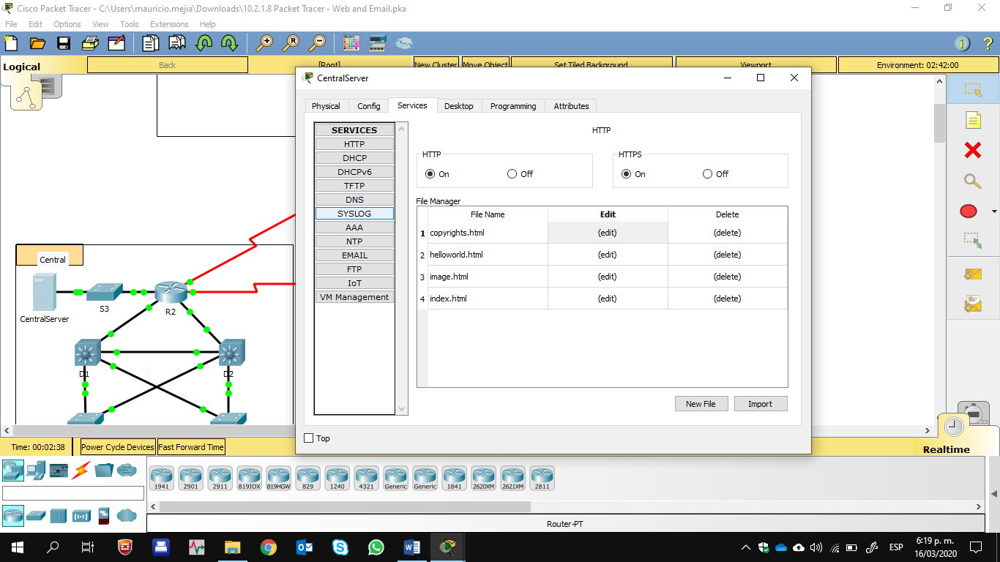 Cisco Packet Tracer - C:\Users\mauricio.mejia\Downloads\10.2.1.8 Packet Tracer - Web and Email.pka
File Edit Options View Tools Extensions Help
Logical
Back
[Root]
New Cluster
Move Object
Set Tiled Background
Viewport
Environment: 02:42:00
CentralServer
Physical Config Services Desktop Programming Attributes
SERVICES
HTTP
DHCP
DHCPv6
TFTP
DNS
SYSLOG
AAA
NTP
EMAIL
FTP
IoT
VM Management
HTTP
HTTP
On Off
HTTPS
On Off
File Manager
File Name Edit Delete
1 copyrights.html (edit) (delete)
2 helloworld.html (edit) (delete)
3 image.html (edit) (delete)
4 index.html (edit) (delete)
New File Import
Top
Central
CentralServer
S3
R2
D1
D2
Time: 00:02:38 Power Cycle Devices Fast Forward Time
Realtime
1941 2901 2911 819IOX 819HGW 829 1240 4321 Generic Generic 1841 2620XM 2621XM 2811
Router-PT
ESP
6:19 p. m.
16/03/2020